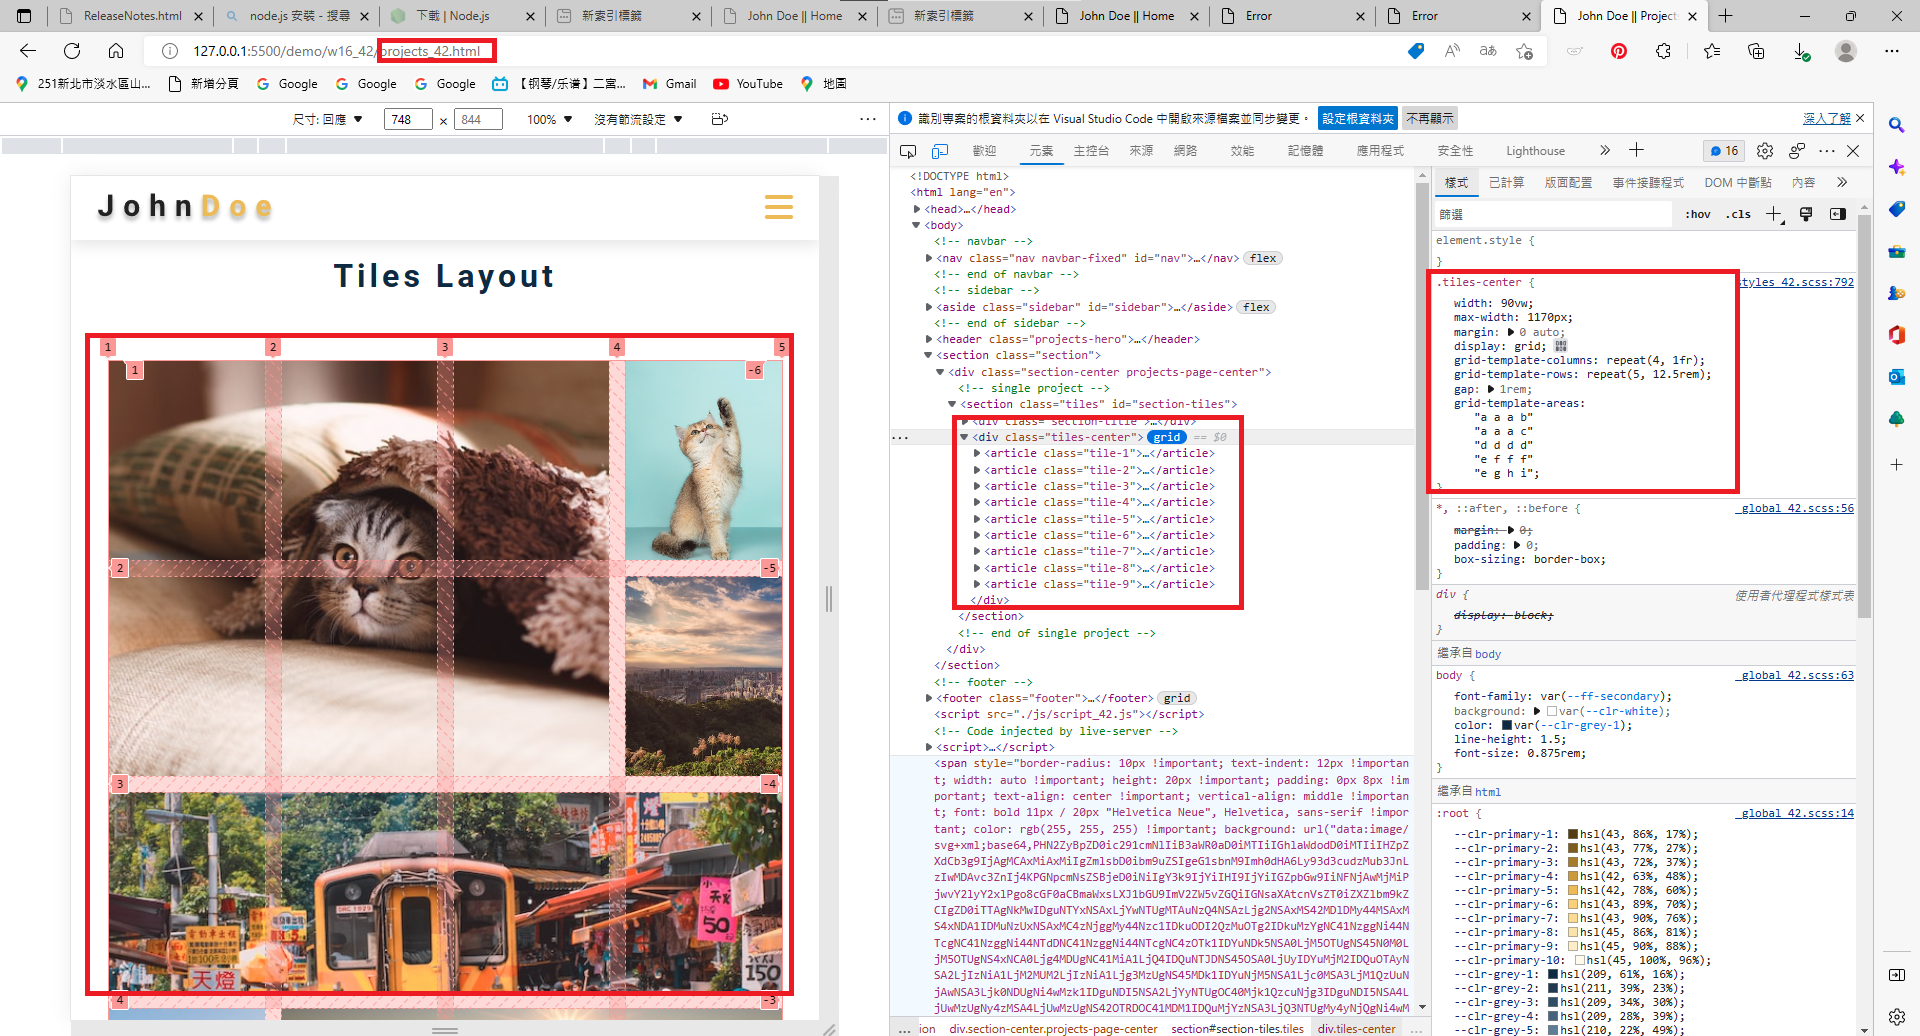 ReleaseNotes.html
node.js 安裝 - 搜尋
下載 | Node.js
新索引標籤
John Doe || Home
新索引標籤
John Doe || Home
Error
Error
John Doe || Project
127.0.0.1:5500/demo/w16_42/projects_42.html
251新北市淡水區山...
新增分頁
Google
Google
Google
【钢琴/乐谱】二宮...
Gmail
YouTube
地圖
尺寸: 回應
748 × 844
100%
沒有節流設定
JohnDoe
Tiles Layout
1 2 3 4 5
1 -6
2 -5
3 -4
4 -3
天燈
50
150
識別專案的根資料夾以在 Visual Studio Code 中開啟來源檔案並同步變更。
設定根資料夾
不再顯示
深入了解
歡迎
元素
主控台
來源
網路
效能
記憶體
應用程式
安全性
Lighthouse
16
<!DOCTYPE html>
<html lang="en">
<head>…</head>
<body>
<!-- navbar -->
<nav class="nav navbar-fixed" id="nav">…</nav> flex
<!-- end of navbar -->
<!-- sidebar -->
<aside class="sidebar" id="sidebar">…</aside> flex
<!-- end of sidebar -->
<header class="projects-hero">…</header>
<section class="section">
<div class="section-center projects-page-center">
<!-- single project -->
<section class="tiles" id="section-tiles">
<div class="section-title">…</div>
<div class="tiles-center"> grid == $0
<article class="tile-1">…</article>
<article class="tile-2">…</article>
<article class="tile-3">…</article>
<article class="tile-4">…</article>
<article class="tile-5">…</article>
<article class="tile-6">…</article>
<article class="tile-7">…</article>
<article class="tile-8">…</article>
<article class="tile-9">…</article>
</div>
</section>
<!-- end of single project -->
</div>
</section>
<!-- footer -->
<footer class="footer">…</footer> grid
<script src="./js/script_42.js"></script>
<!-- Code injected by live-server -->
<script>…</script>
<span style="border-radius: 10px !important; text-indent: 12px !importan
t; width: auto !important; height: 20px !important; padding: 0px 8px !im
portant; text-align: center !important; vertical-align: middle !importan
t; font: bold 11px / 20px "Helvetica Neue", Helvetica, sans-serif !impor
tant; color: rgb(255, 255, 255) !important; background: url("data:image/
... ion
div.section-center.projects-page-center
section#section-tiles.tiles
div.tiles-center
樣式
已計算
版面配置
事件接聽程式
DOM 中斷點
內容
篩選
:hov .cls
element.style {
}
.tiles-center { styles_42.scss:792
width: 90vw;
max-width: 1170px;
margin: 0 auto;
display: grid;
grid-template-columns: repeat(4, 1fr);
grid-template-rows: repeat(5, 12.5rem);
gap: 1rem;
grid-template-areas:
"a a a b"
"a a a c"
"d d d d"
"e f f f"
"e g h i";
}
*, ::after, ::before { _global_42.scss:56
margin: 0;
padding: 0;
box-sizing: border-box;
}
div { 使用者代理程式樣式表
display: block;
}
繼承自 body
body { _global_42.scss:63
font-family: var(--ff-secondary);
background: var(--clr-white);
color: var(--clr-grey-1);
line-height: 1.5;
font-size: 0.875rem;
}
繼承自 html
:root { _global_42.scss:14
--clr-primary-1: hsl(43, 86%, 17%);
--clr-primary-2: hsl(43, 77%, 27%);
--clr-primary-3: hsl(43, 72%, 37%);
--clr-primary-4: hsl(42, 63%, 48%);
--clr-primary-5: hsl(42, 78%, 60%);
--clr-primary-6: hsl(43, 89%, 70%);
--clr-primary-7: hsl(43, 90%, 76%);
--clr-primary-8: hsl(45, 86%, 81%);
--clr-primary-9: hsl(45, 90%, 88%);
--clr-primary-10: hsl(45, 100%, 96%);
--clr-grey-1: hsl(209, 61%, 16%);
--clr-grey-2: hsl(211, 39%, 23%);
--clr-grey-3: hsl(209, 34%, 30%);
--clr-grey-4: hsl(209, 28%, 39%);
--clr-grey-5: hsl(210, 22%, 49%);